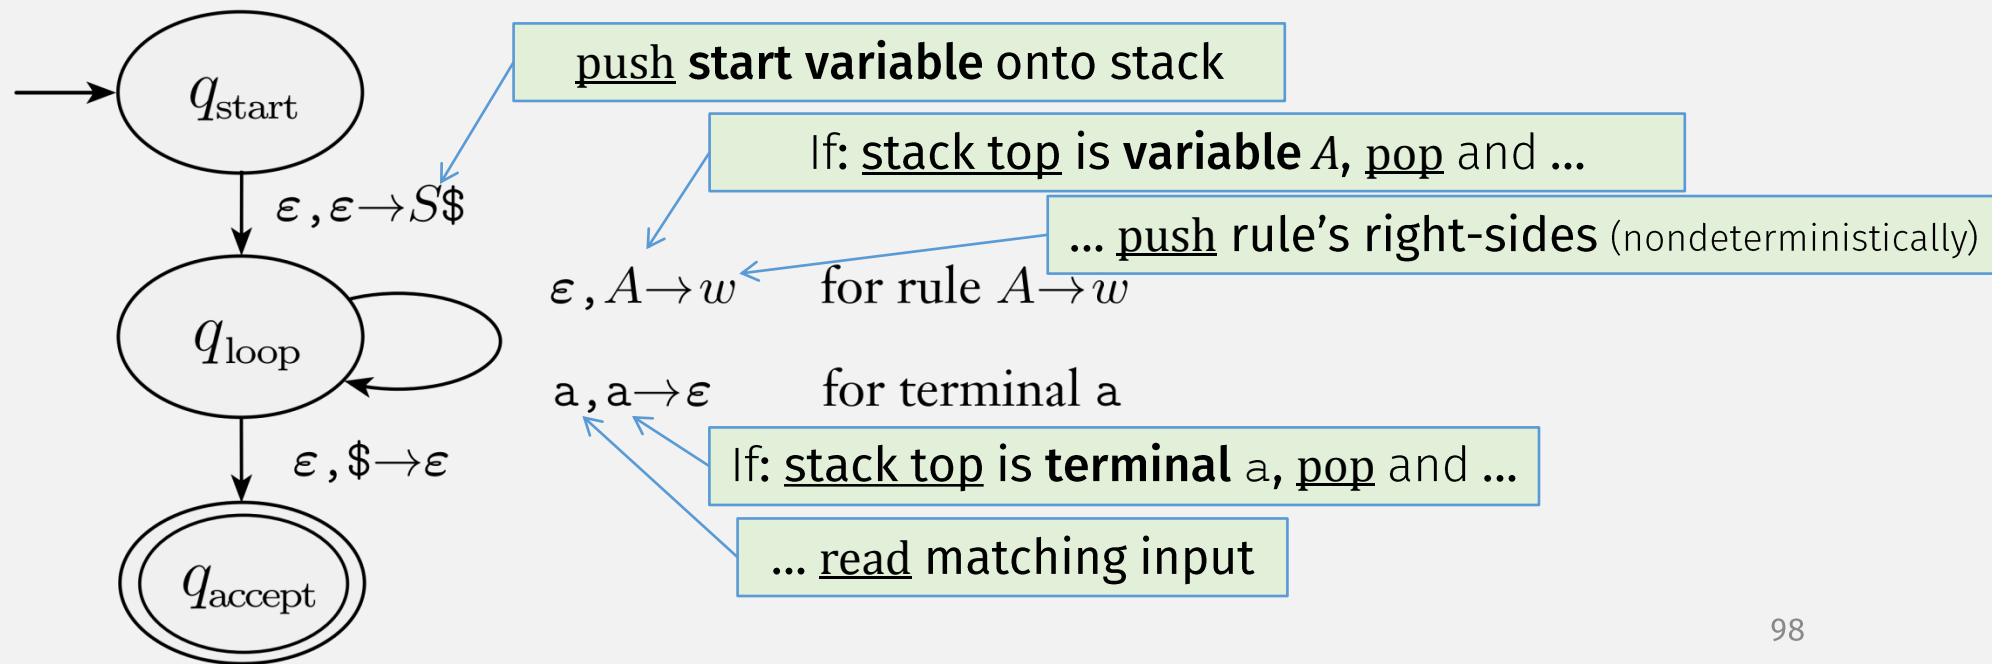 push start variable onto stack
q_start
If: stack top is variable A, pop and ...
ε,ε→S$
... push rule’s right-sides (nondeterministically)
ε,A→w for rule A→w
q_loop
a,a→ε for terminal a
ε,$→ε
If: stack top is terminal a, pop and ...
... read matching input
q_accept
98